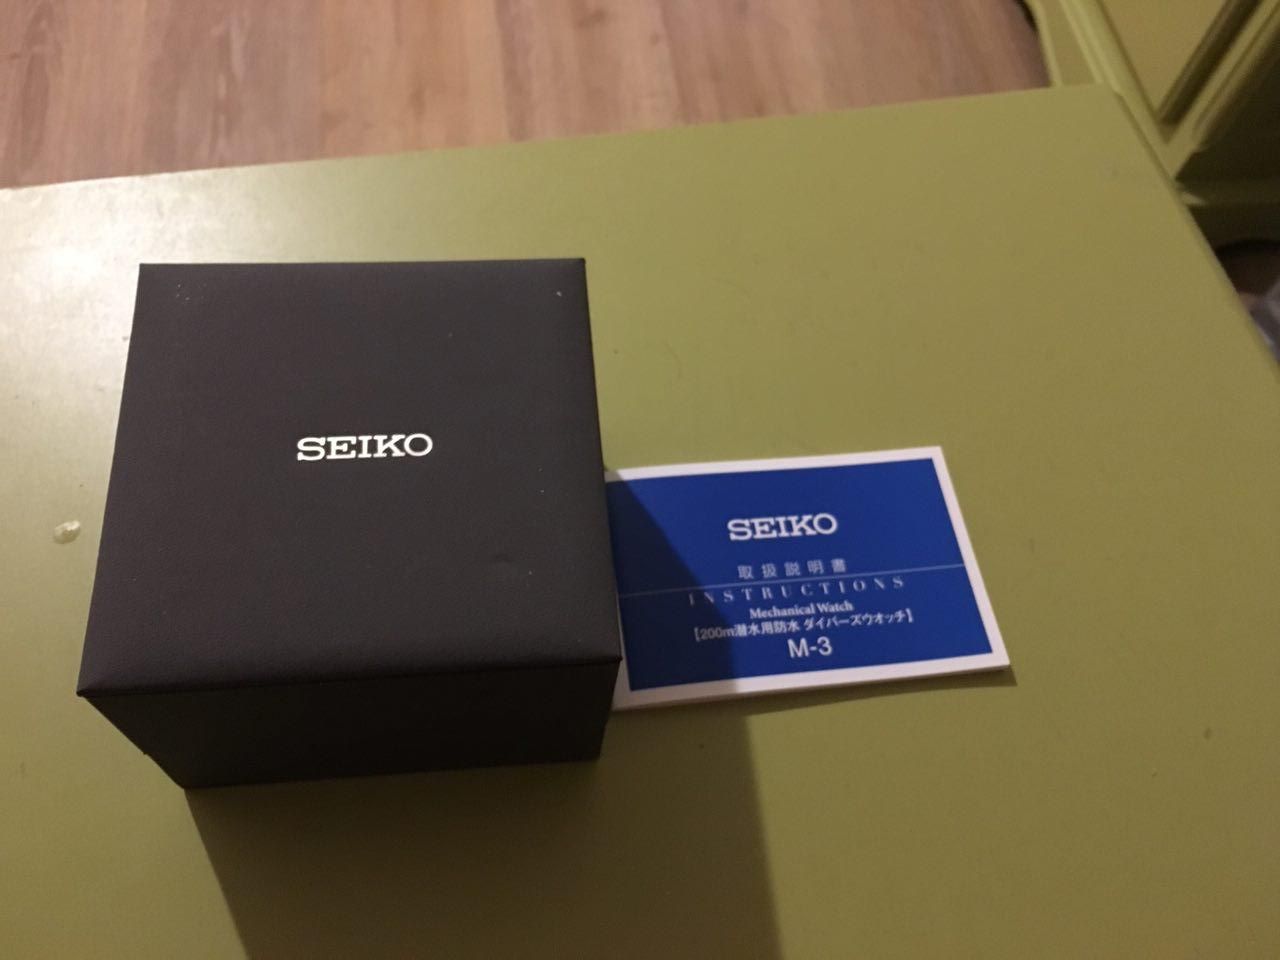 SEIKO
SEIKO
取扱説明書
INSTRUCTIONS
Mechanical Watch
【200m潜水用防水 ダイバーズウオッチ】
M-3